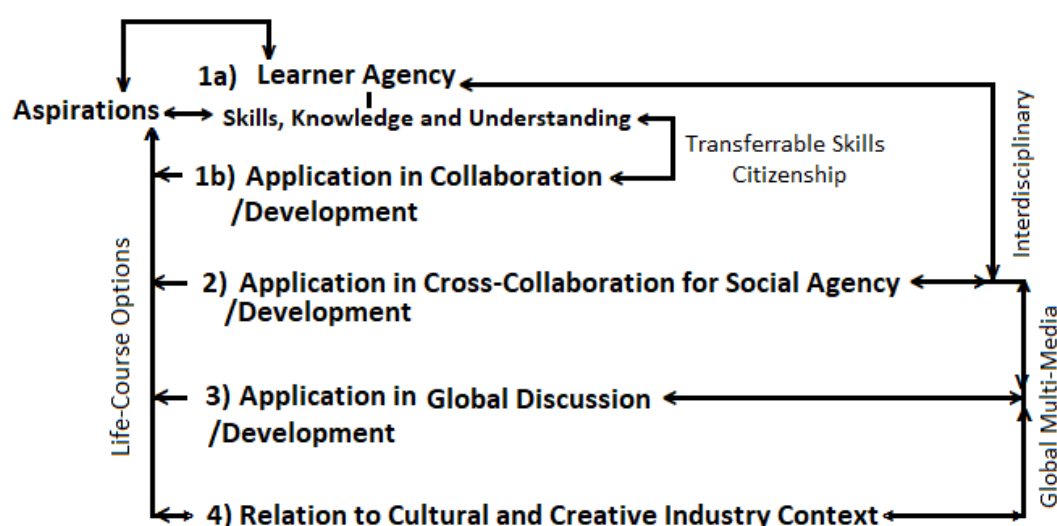 1a) Learner Agency
Aspirations
Skills, Knowledge and Understanding
Transferrable Skills
Citizenship
1b) Application in Collaboration
/Development
Interdisciplinary
2) Application in Cross-Collaboration for Social Agency
/Development
Life-Course Options
3) Application in Global Discussion
/Development
Global Multi-Media
4) Relation to Cultural and Creative Industry Context